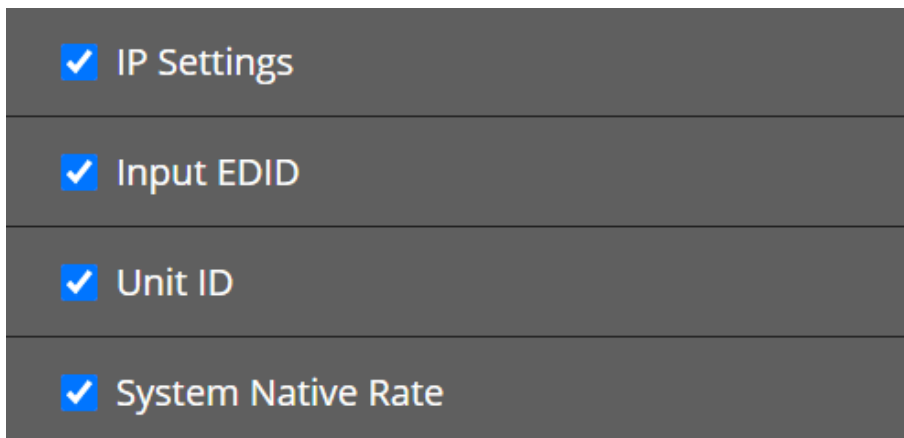 IP Settings
Input EDID
Unit ID
System Native Rate